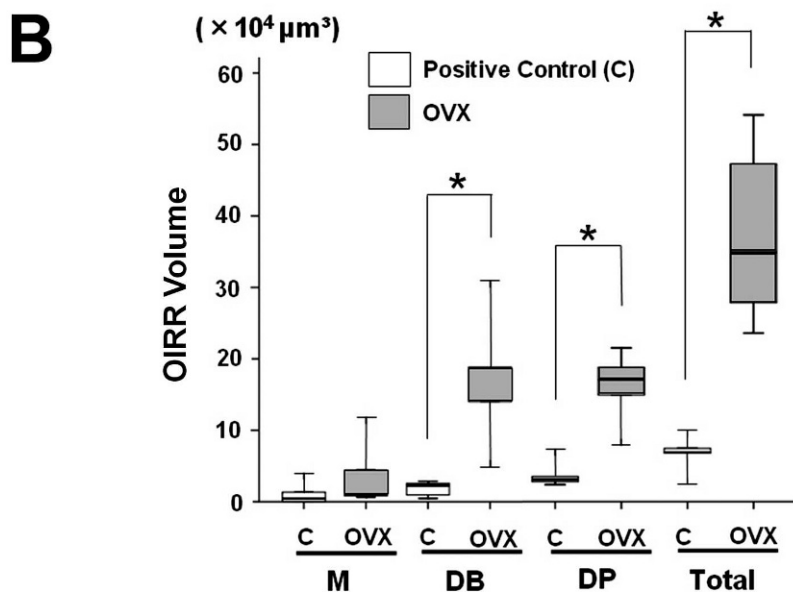 B
(×10⁴ μm³)
Positive Control (C)
OVX
OIRR Volume
60
50
40
30
20
10
0
*
*
*
C OVX C OVX C OVX C OVX
M DB DP Total